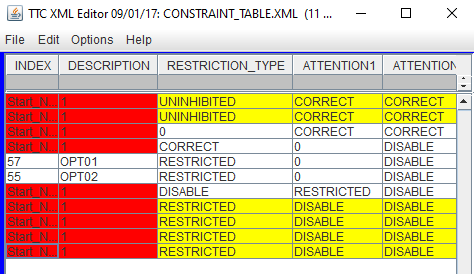 TTC XML Editor 09/01/17: CONSTRAINT_TABLE.XML (11
File Edit Options Help
INDEX DESCRIPTION RESTRICTION_TYPE ATTENTION1 ATTENTION
Start_N... 1 UNINHIBITED CORRECT CORRECT
Start_N... 1 UNINHIBITED CORRECT CORRECT
Start_N... 1 0 CORRECT CORRECT
Start_N... 1 CORRECT 0 DISABLE
57 OPT01 RESTRICTED 0 DISABLE
55 OPT02 RESTRICTED 0 DISABLE
Start_N... 1 DISABLE RESTRICTED DISABLE
Start_N... 1 RESTRICTED DISABLE DISABLE
Start_N... 1 RESTRICTED DISABLE DISABLE
Start_N... 1 RESTRICTED DISABLE DISABLE
Start_N... 1 RESTRICTED DISABLE DISABLE